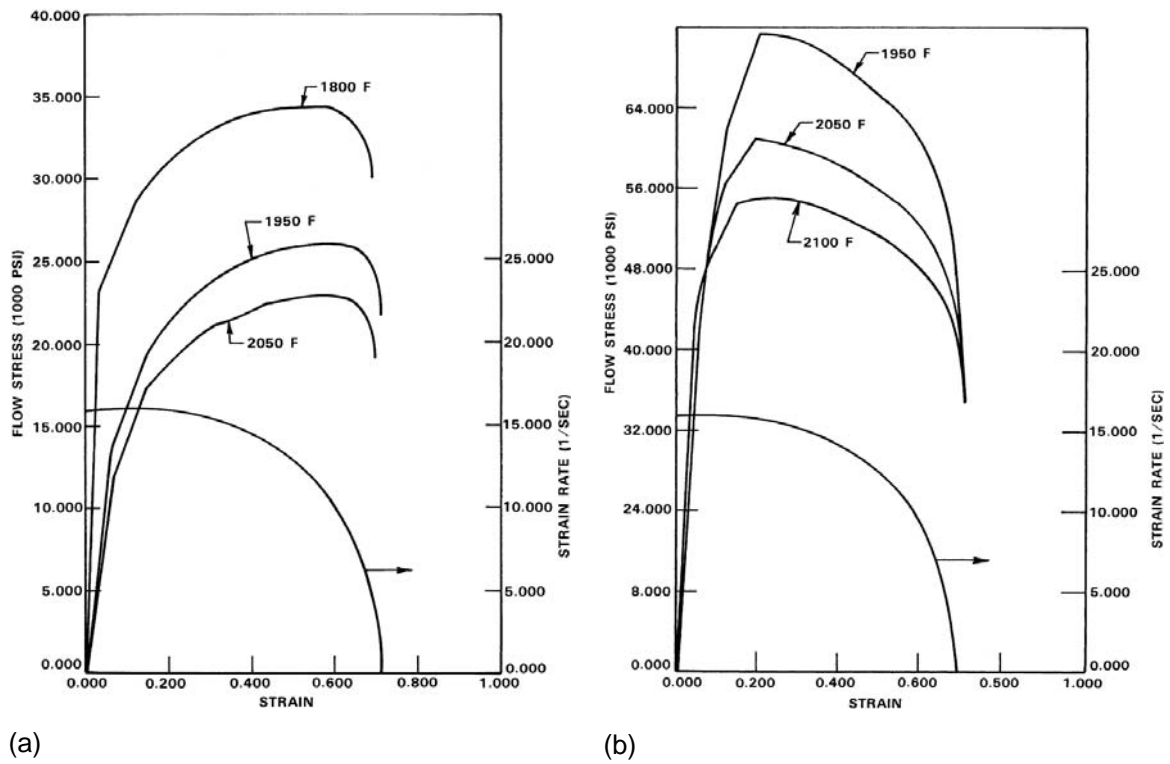 40.000
35.000
30.000
25.000
20.000
15.000
10.000
5.000
0.000
FLOW STRESS (1000 PSI)
1800 F
1950 F
2050 F
25.000
20.000
15.000
10.000
5.000
0.000
STRAIN RATE (1/SEC)
0.000 0.200 0.400 0.600 0.800 1.000
STRAIN
(a)
64.000
56.000
48.000
40.000
32.000
24.000
8.000
0.000
FLOW STRESS (1000 PSI)
1950 F
2050 F
2100 F
25.000
20.000
15.000
10.000
5.000
0.000
STRAIN RATE (1/SEC)
0.000 0.200 0.400 0.600 0.500 1.000
STRAIN
(b)